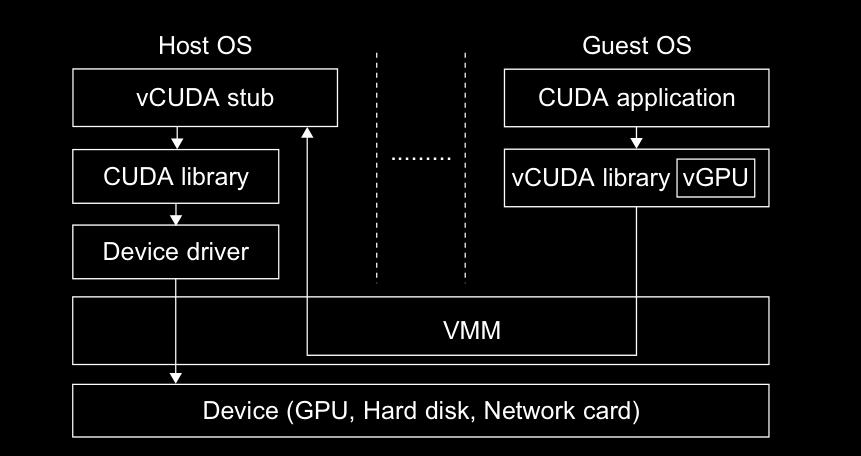 Host OS
Guest OS
vCUDA stub
CUDA application
.........
CUDA library
vCUDA library vGPU
Device driver
VMM
Device (GPU, Hard disk, Network card)